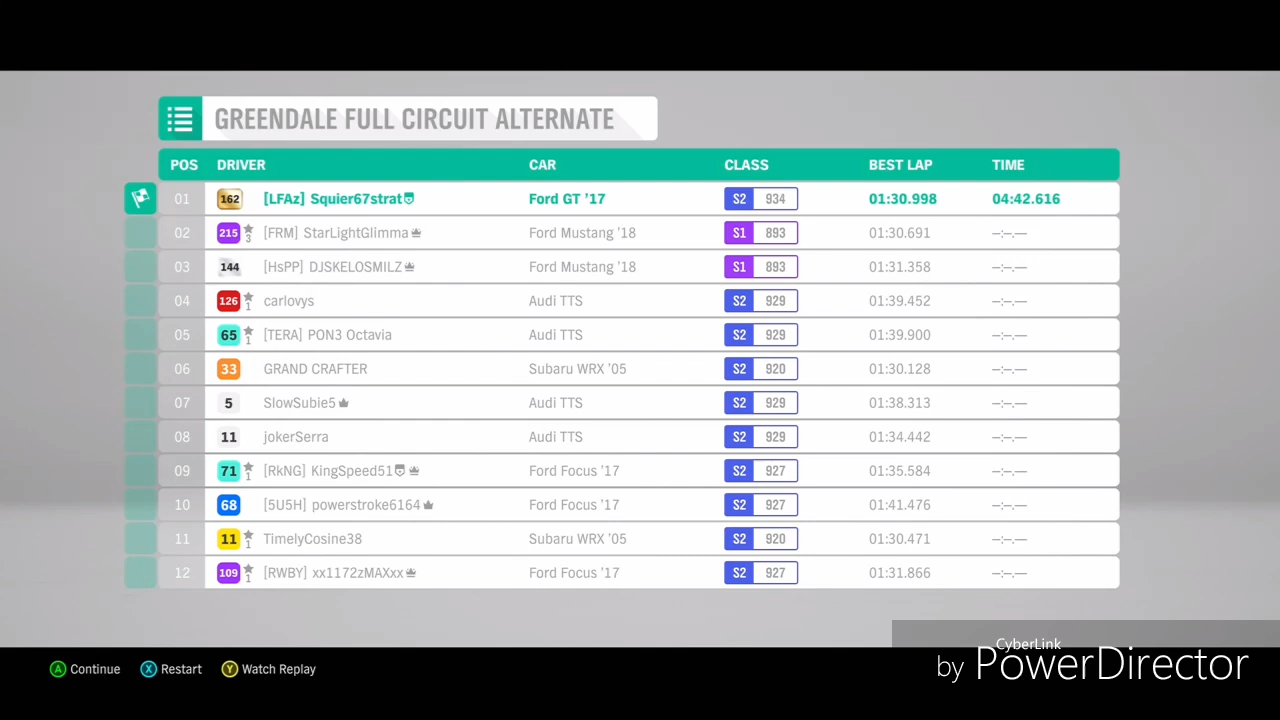 GREENDALE FULL CIRCUIT ALTERNATE
POS DRIVER CAR CLASS BEST LAP TIME
01 162 [LFAz] Squier67strat Ford GT '17 S2 934 01:30.998 04:42.616
02 215 3 [FRM] StarLightGlimma Ford Mustang '18 S1 893 01:30.691 --:--.---
03 144 [HsPP] DJSKELOSMILZ Ford Mustang '18 S1 893 01:31.358 --:--.---
04 126 1 carlovys Audi TTS S2 929 01:39.452 --:--.---
05 65 1 [TERA] PON3 Octavia Audi TTS S2 929 01:39.900 --:--.---
06 33 GRAND CRAFTER Subaru WRX '05 S2 920 01:30.128 --:--.---
07 5 SlowSubie5 Audi TTS S2 929 01:38.313 --:--.---
08 11 jokerSerra Audi TTS S2 929 01:34.442 --:--.---
09 71 1 [RkNG] KingSpeed51 Ford Focus '17 S2 927 01:35.584 --:--.---
10 68 [5U5H] powerstroke6164 Ford Focus '17 S2 927 01:41.476 --:--.---
11 11 1 TimelyCosine38 Subaru WRX '05 S2 920 01:30.471 --:--.---
12 109 1 [RWBY] xx1172zMAXxx Ford Focus '17 S2 927 01:31.866 --:--.---
A Continue X Restart Y Watch Replay
CyberLink
by PowerDirector